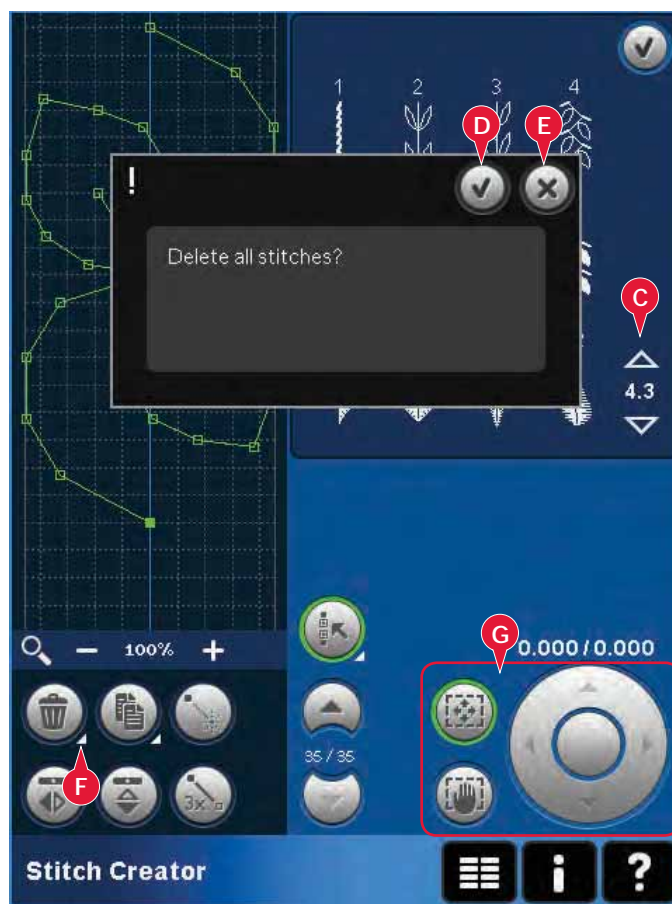 1 2 3 4
D E
!
Delete all stitches?
C
4.3
G
100%
0.000 / 0.000
35 / 35
F
3x
Stitch Creator
i ?